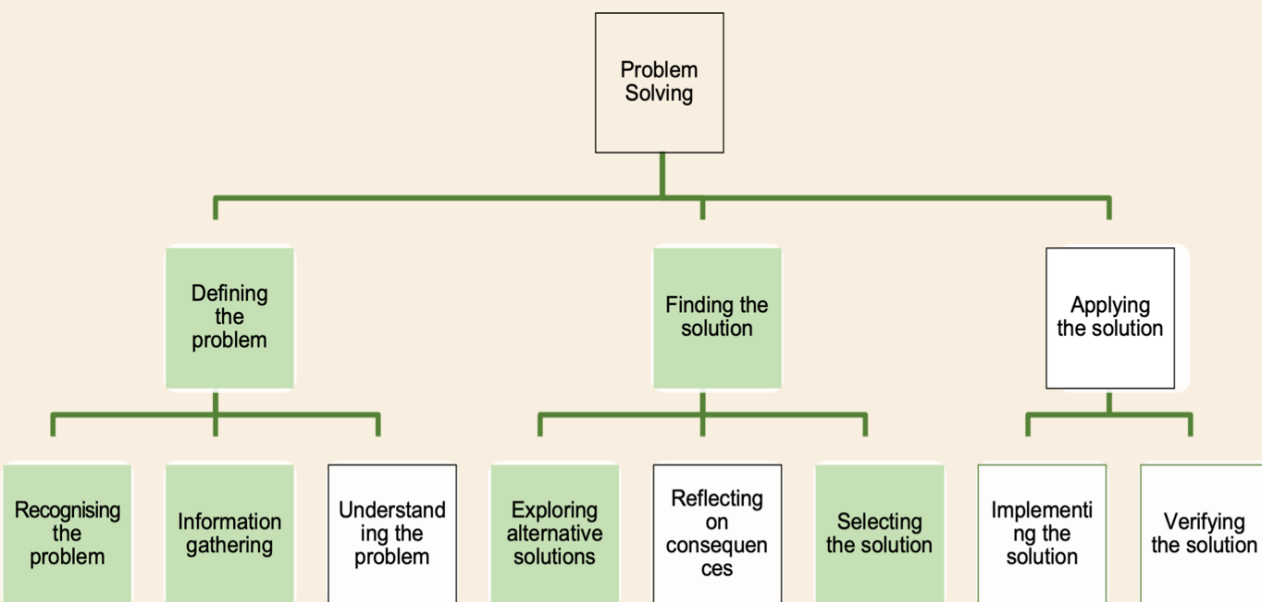 Problem
Solving
Defining
the
problem
Finding the
solution
Applying
the solution
Recognising
the
problem
Information
gathering
Understand
ing the
problem
Exploring
alternative
solutions
Reflecting
on
consequen
ces
Selecting
the solution
Implementi
ng the
solution
Verifying
the solution